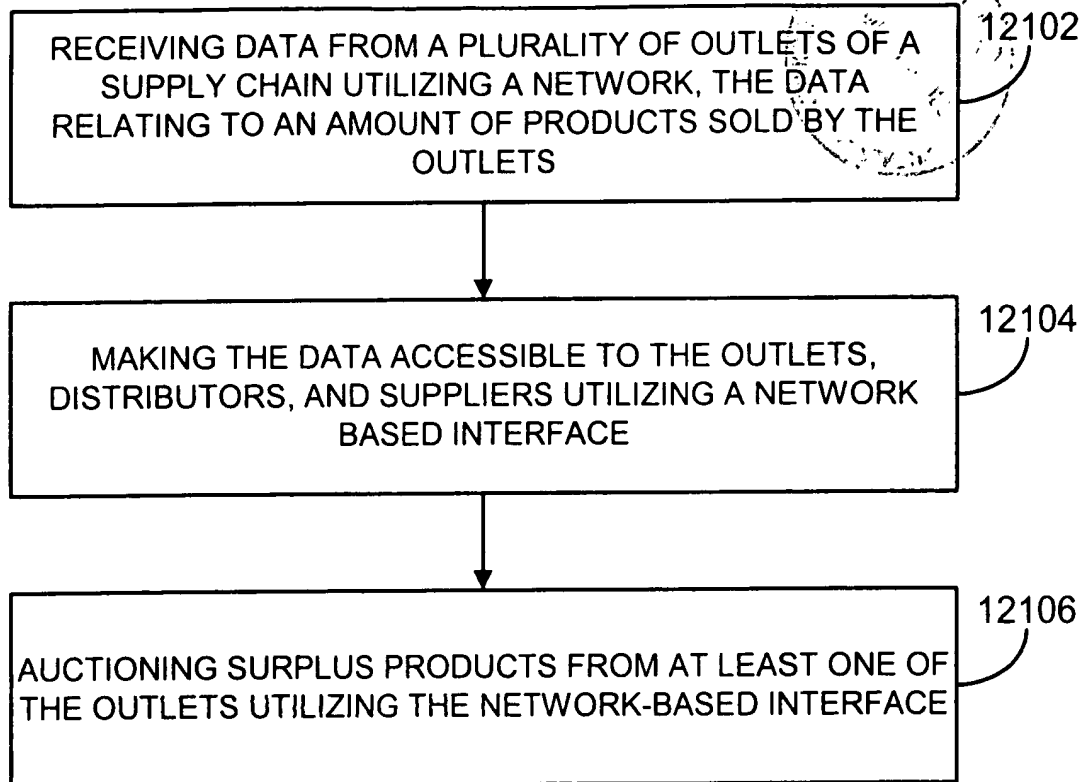 RECEIVING DATA FROM A PLURALITY OF OUTLETS OF A
SUPPLY CHAIN UTILIZING A NETWORK, THE DATA
RELATING TO AN AMOUNT OF PRODUCTS SOLD BY THE
OUTLETS
12102
MAKING THE DATA ACCESSIBLE TO THE OUTLETS,
DISTRIBUTORS, AND SUPPLIERS UTILIZING A NETWORK
BASED INTERFACE
12104
AUCTIONING SURPLUS PRODUCTS FROM AT LEAST ONE OF
THE OUTLETS UTILIZING THE NETWORK-BASED INTERFACE
12106